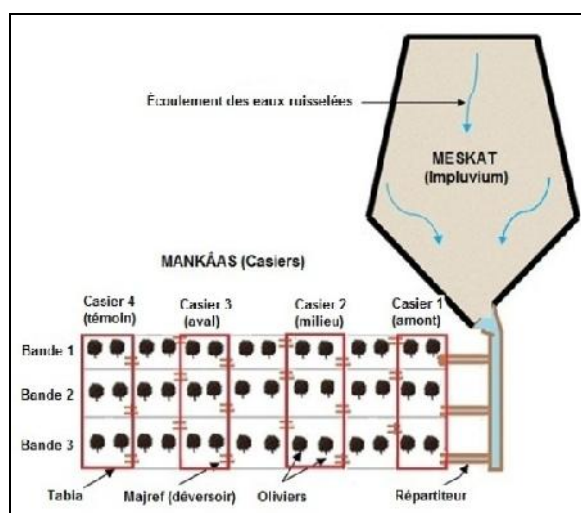 Écoulement des eaux ruisselées
MESKAT
(Impluvium)
MANKÂAS (Casiers)
Casier 4
(témoin)
Casier 3
(aval)
Casier 2
(milieu)
Casier 1
(amont)
Bande 1
Bande 2
Bande 3
Tabia
Majref (déversoir)
Oliviers
Répartiteur